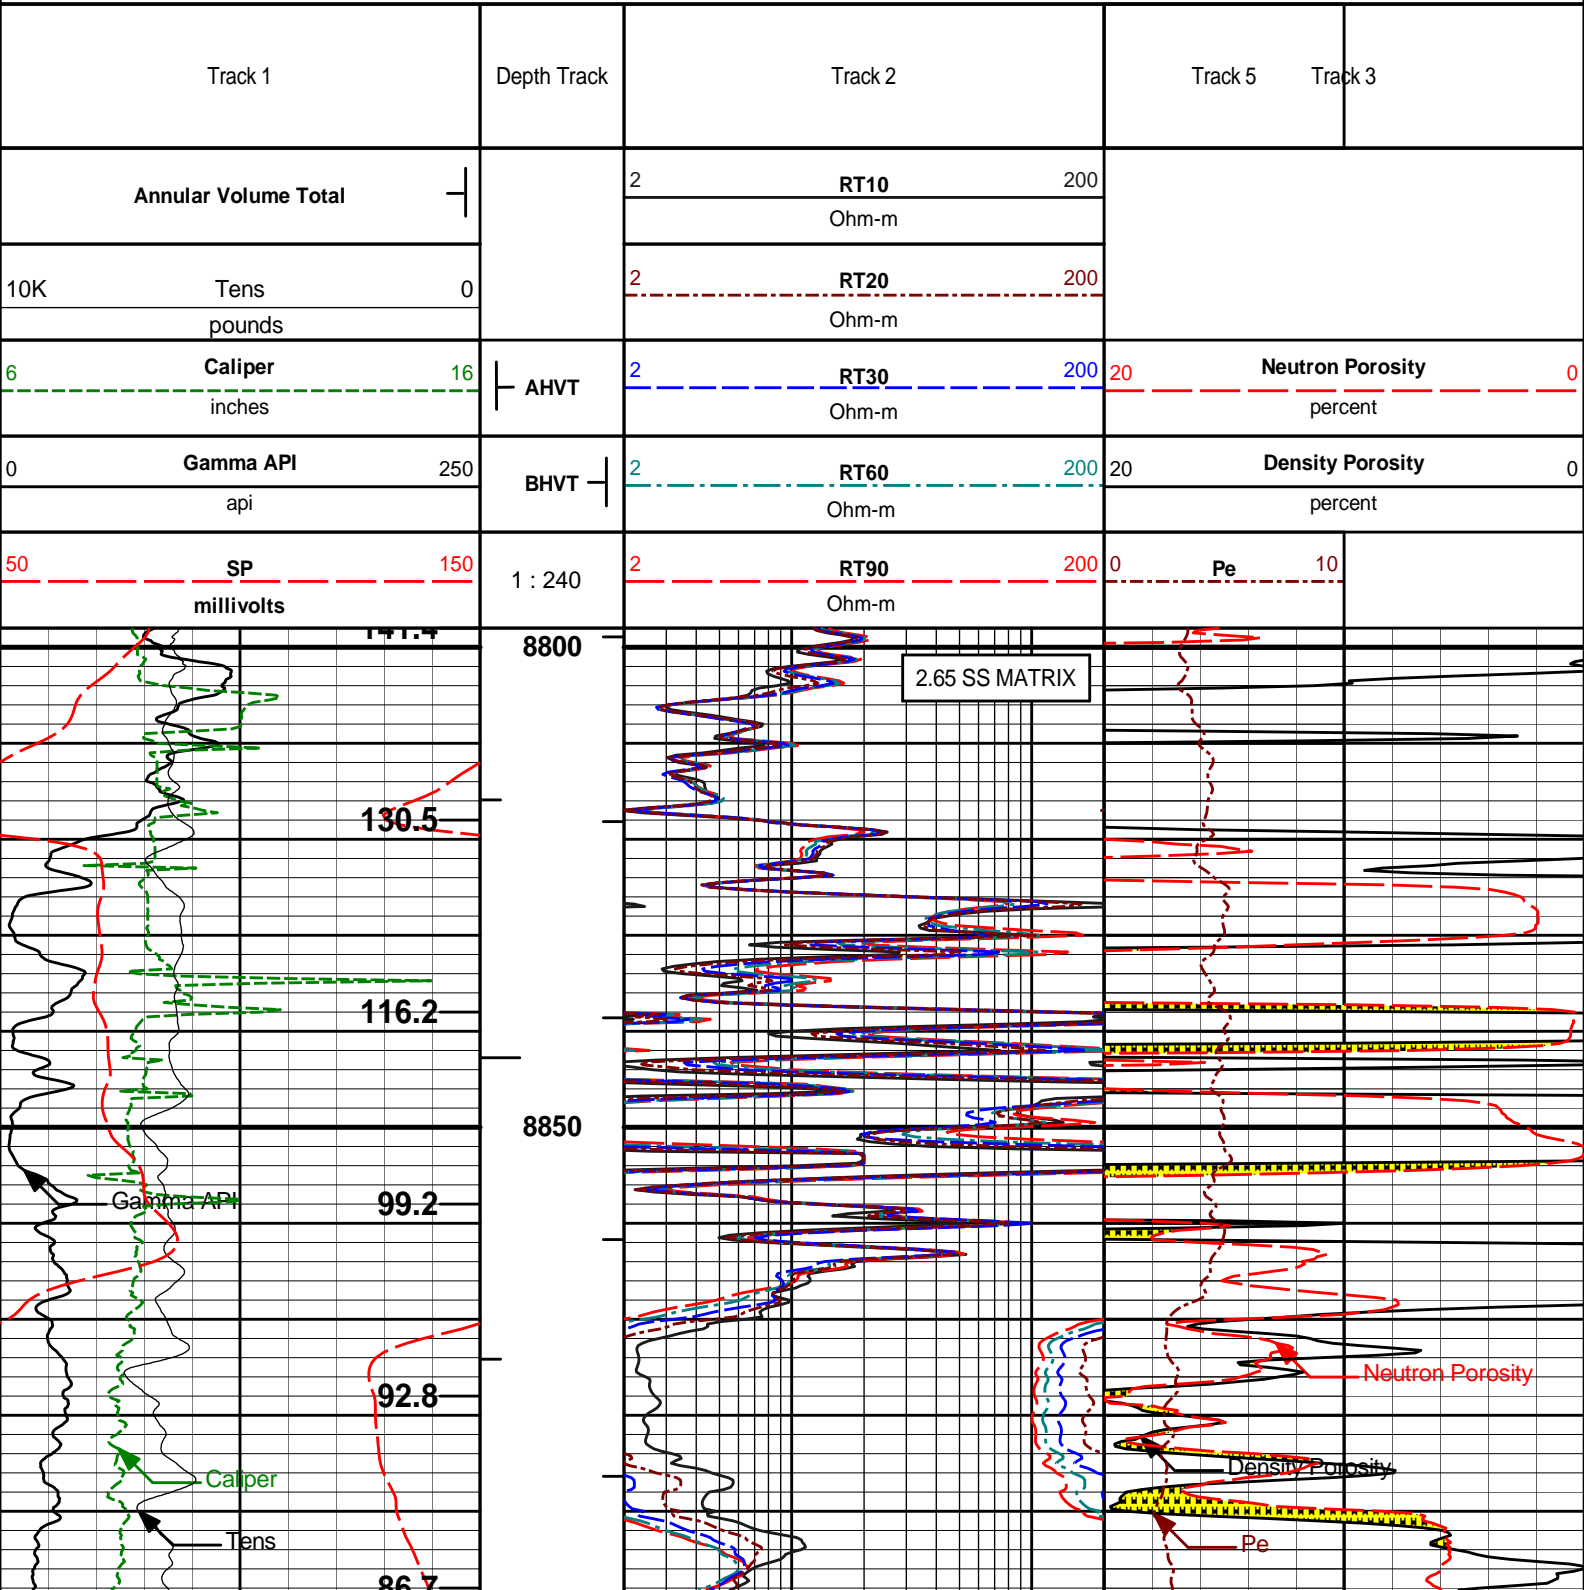 Track 1 Depth Track Track 2 Track 5 Track 3
Annular Volume Total
2 RT10 200
Ohm-m
10K Tens 0
pounds
2 RT20 200
Ohm-m
6 Caliper 16
inches
AHVT
2 RT30 200
Ohm-m
20 Neutron Porosity 0
percent
0 Gamma API 250
api
BHVT
2 RT60 200
Ohm-m
20 Density Porosity 0
percent
50 SP 150
millivolts
1 : 240
2 RT90 200
Ohm-m
0 Pe 10
141.4
8800
2.65 SS MATRIX
130.5
116.2
8850
Gamma API
99.2
Neutron Porosity
92.8
Density Porosity
Caliper
Tens
Pe
86.7